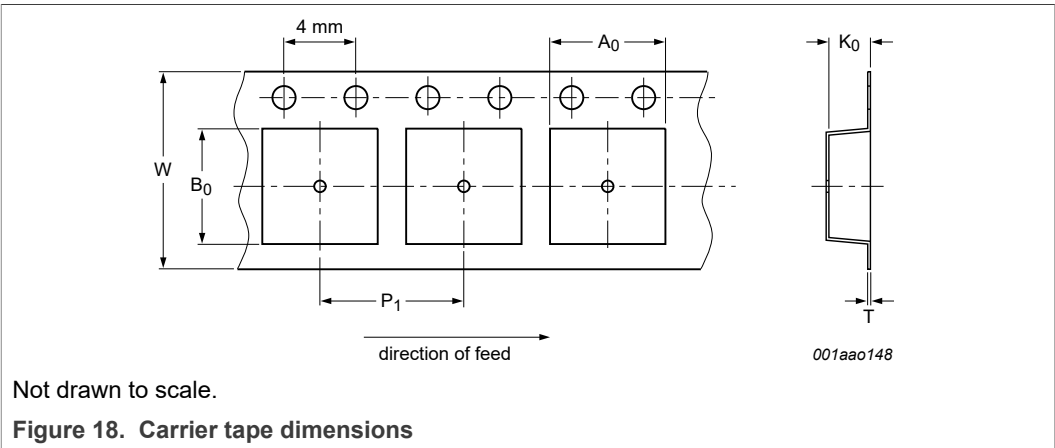 4 mm
A0
K0
W
B0
P1
T
direction of feed
001aao148
Not drawn to scale.
Figure 18. Carrier tape dimensions